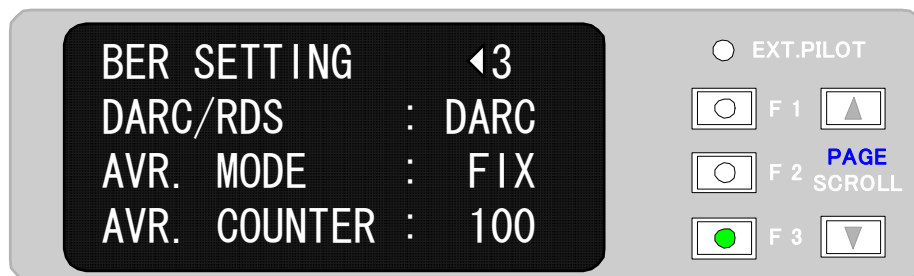 BER SETTING ◀3
DARC/RDS : DARC
AVR. MODE : FIX
AVR. COUNTER : 100
EXT.PILOT
F 1
F 2
F 3
PAGE
SCROLL